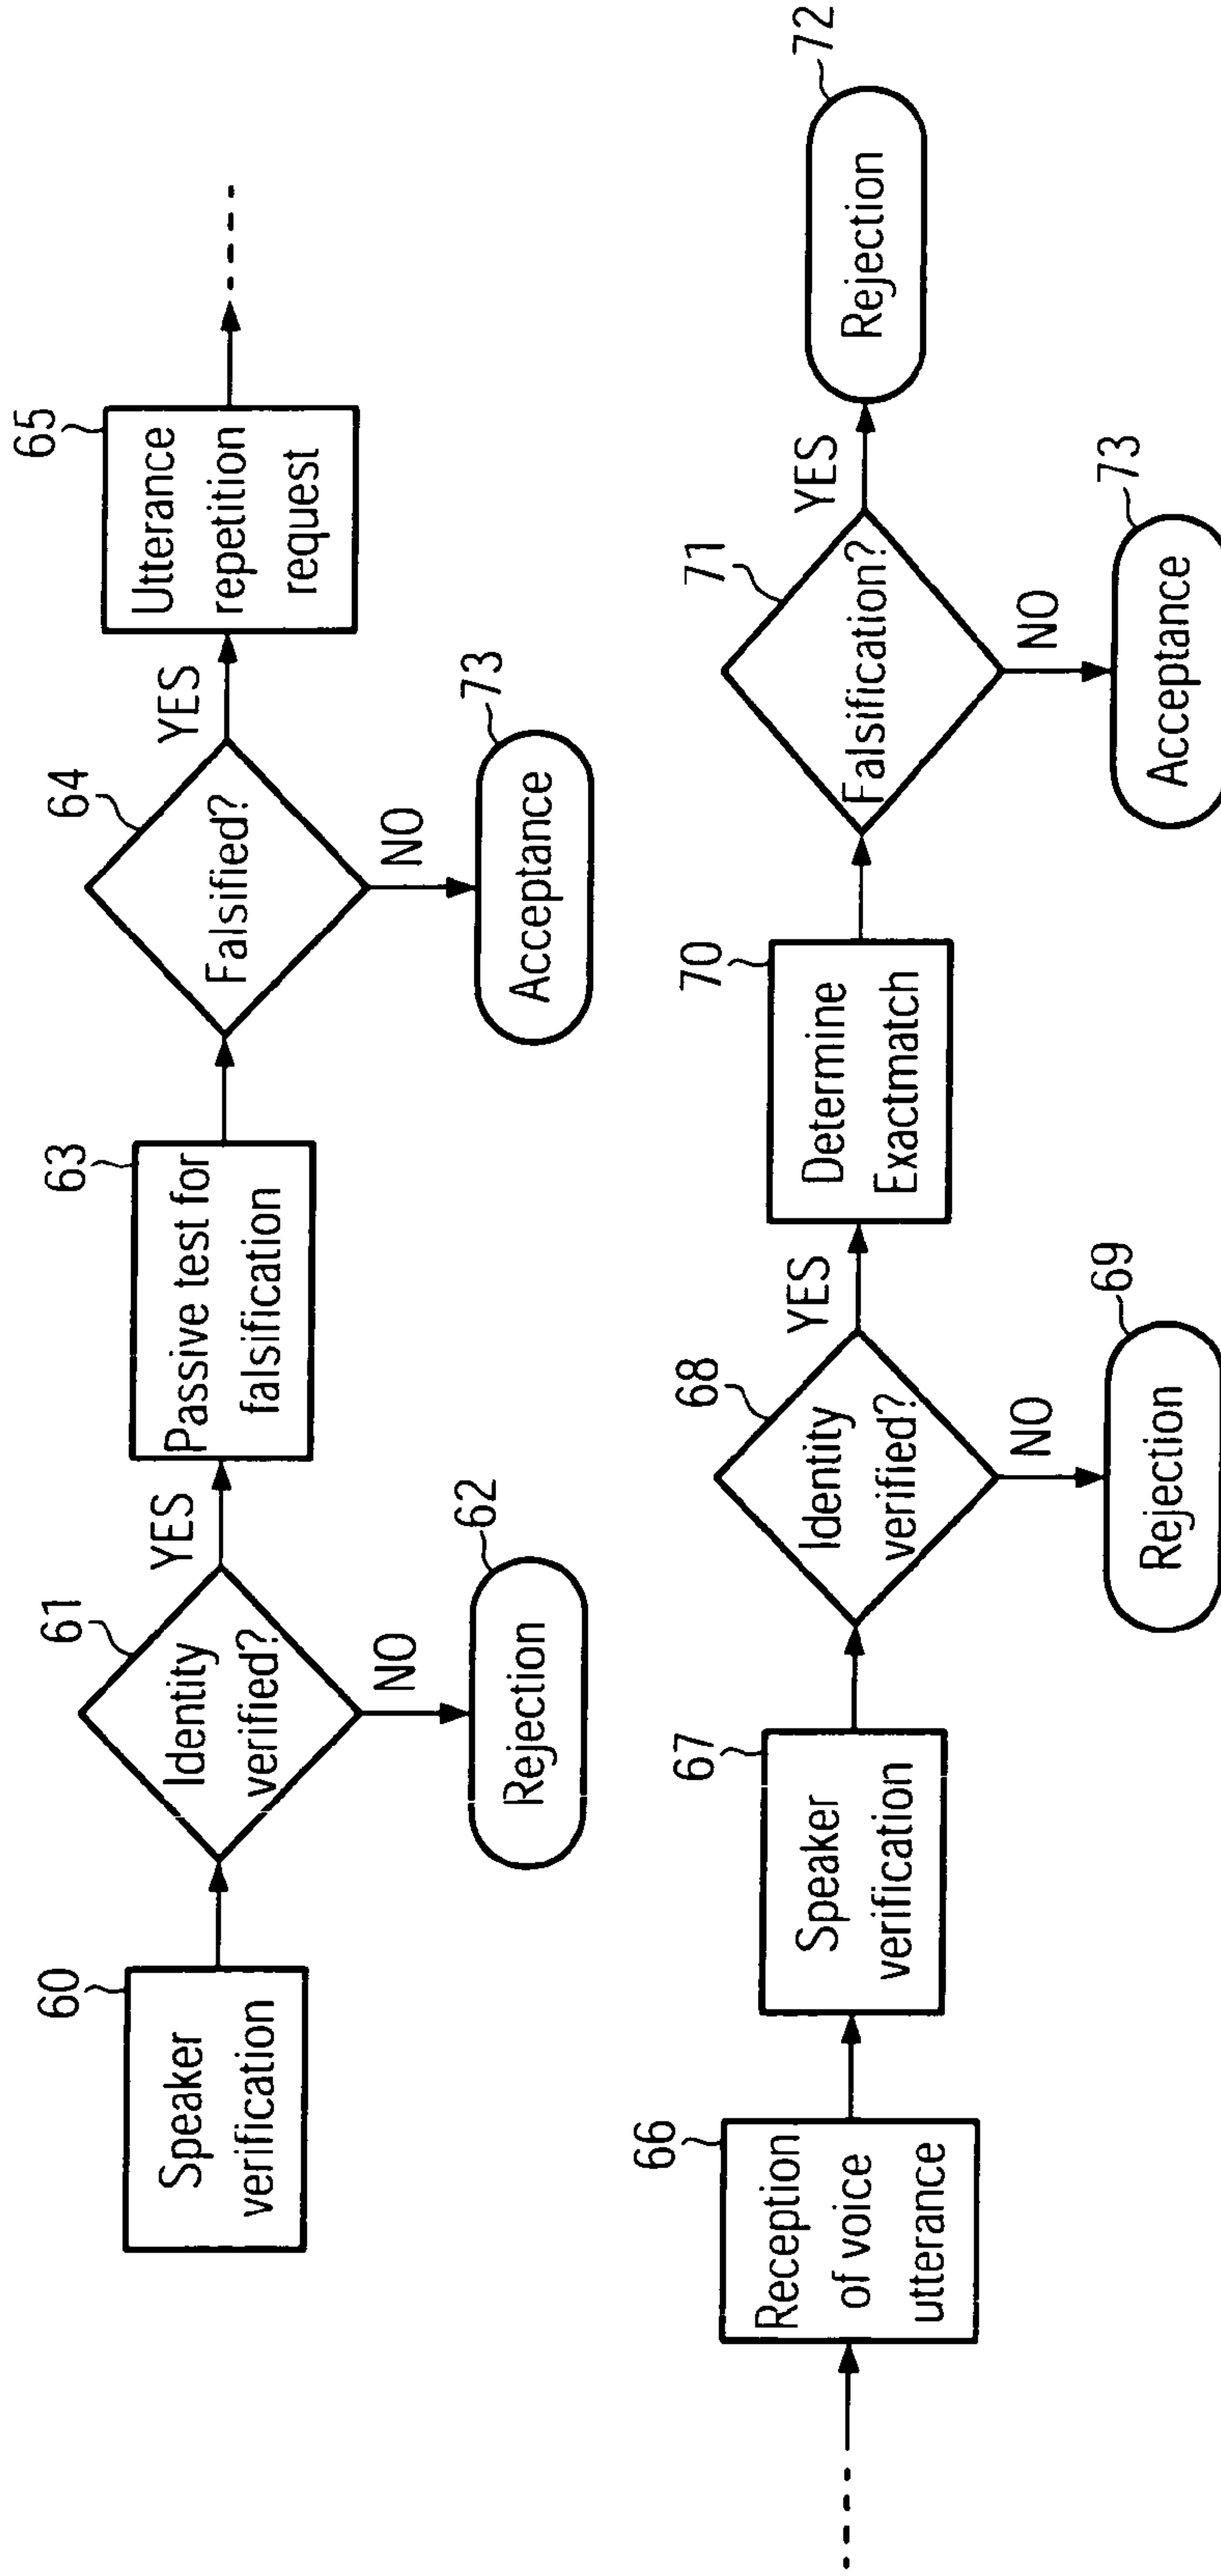 60
Speaker
verification
61
Identity
verified?
YES
NO
62
Rejection
63
Passive test for
falsification
64
Falsified?
YES
NO
73
Acceptance
65
Utterance
repetition
request
66
Reception
of voice
utterance
67
Speaker
verification
68
Identity
verified?
YES
NO
69
Rejection
70
Determine
Exactmatch
71
Falsification?
YES
NO
73
Acceptance
72
Rejection